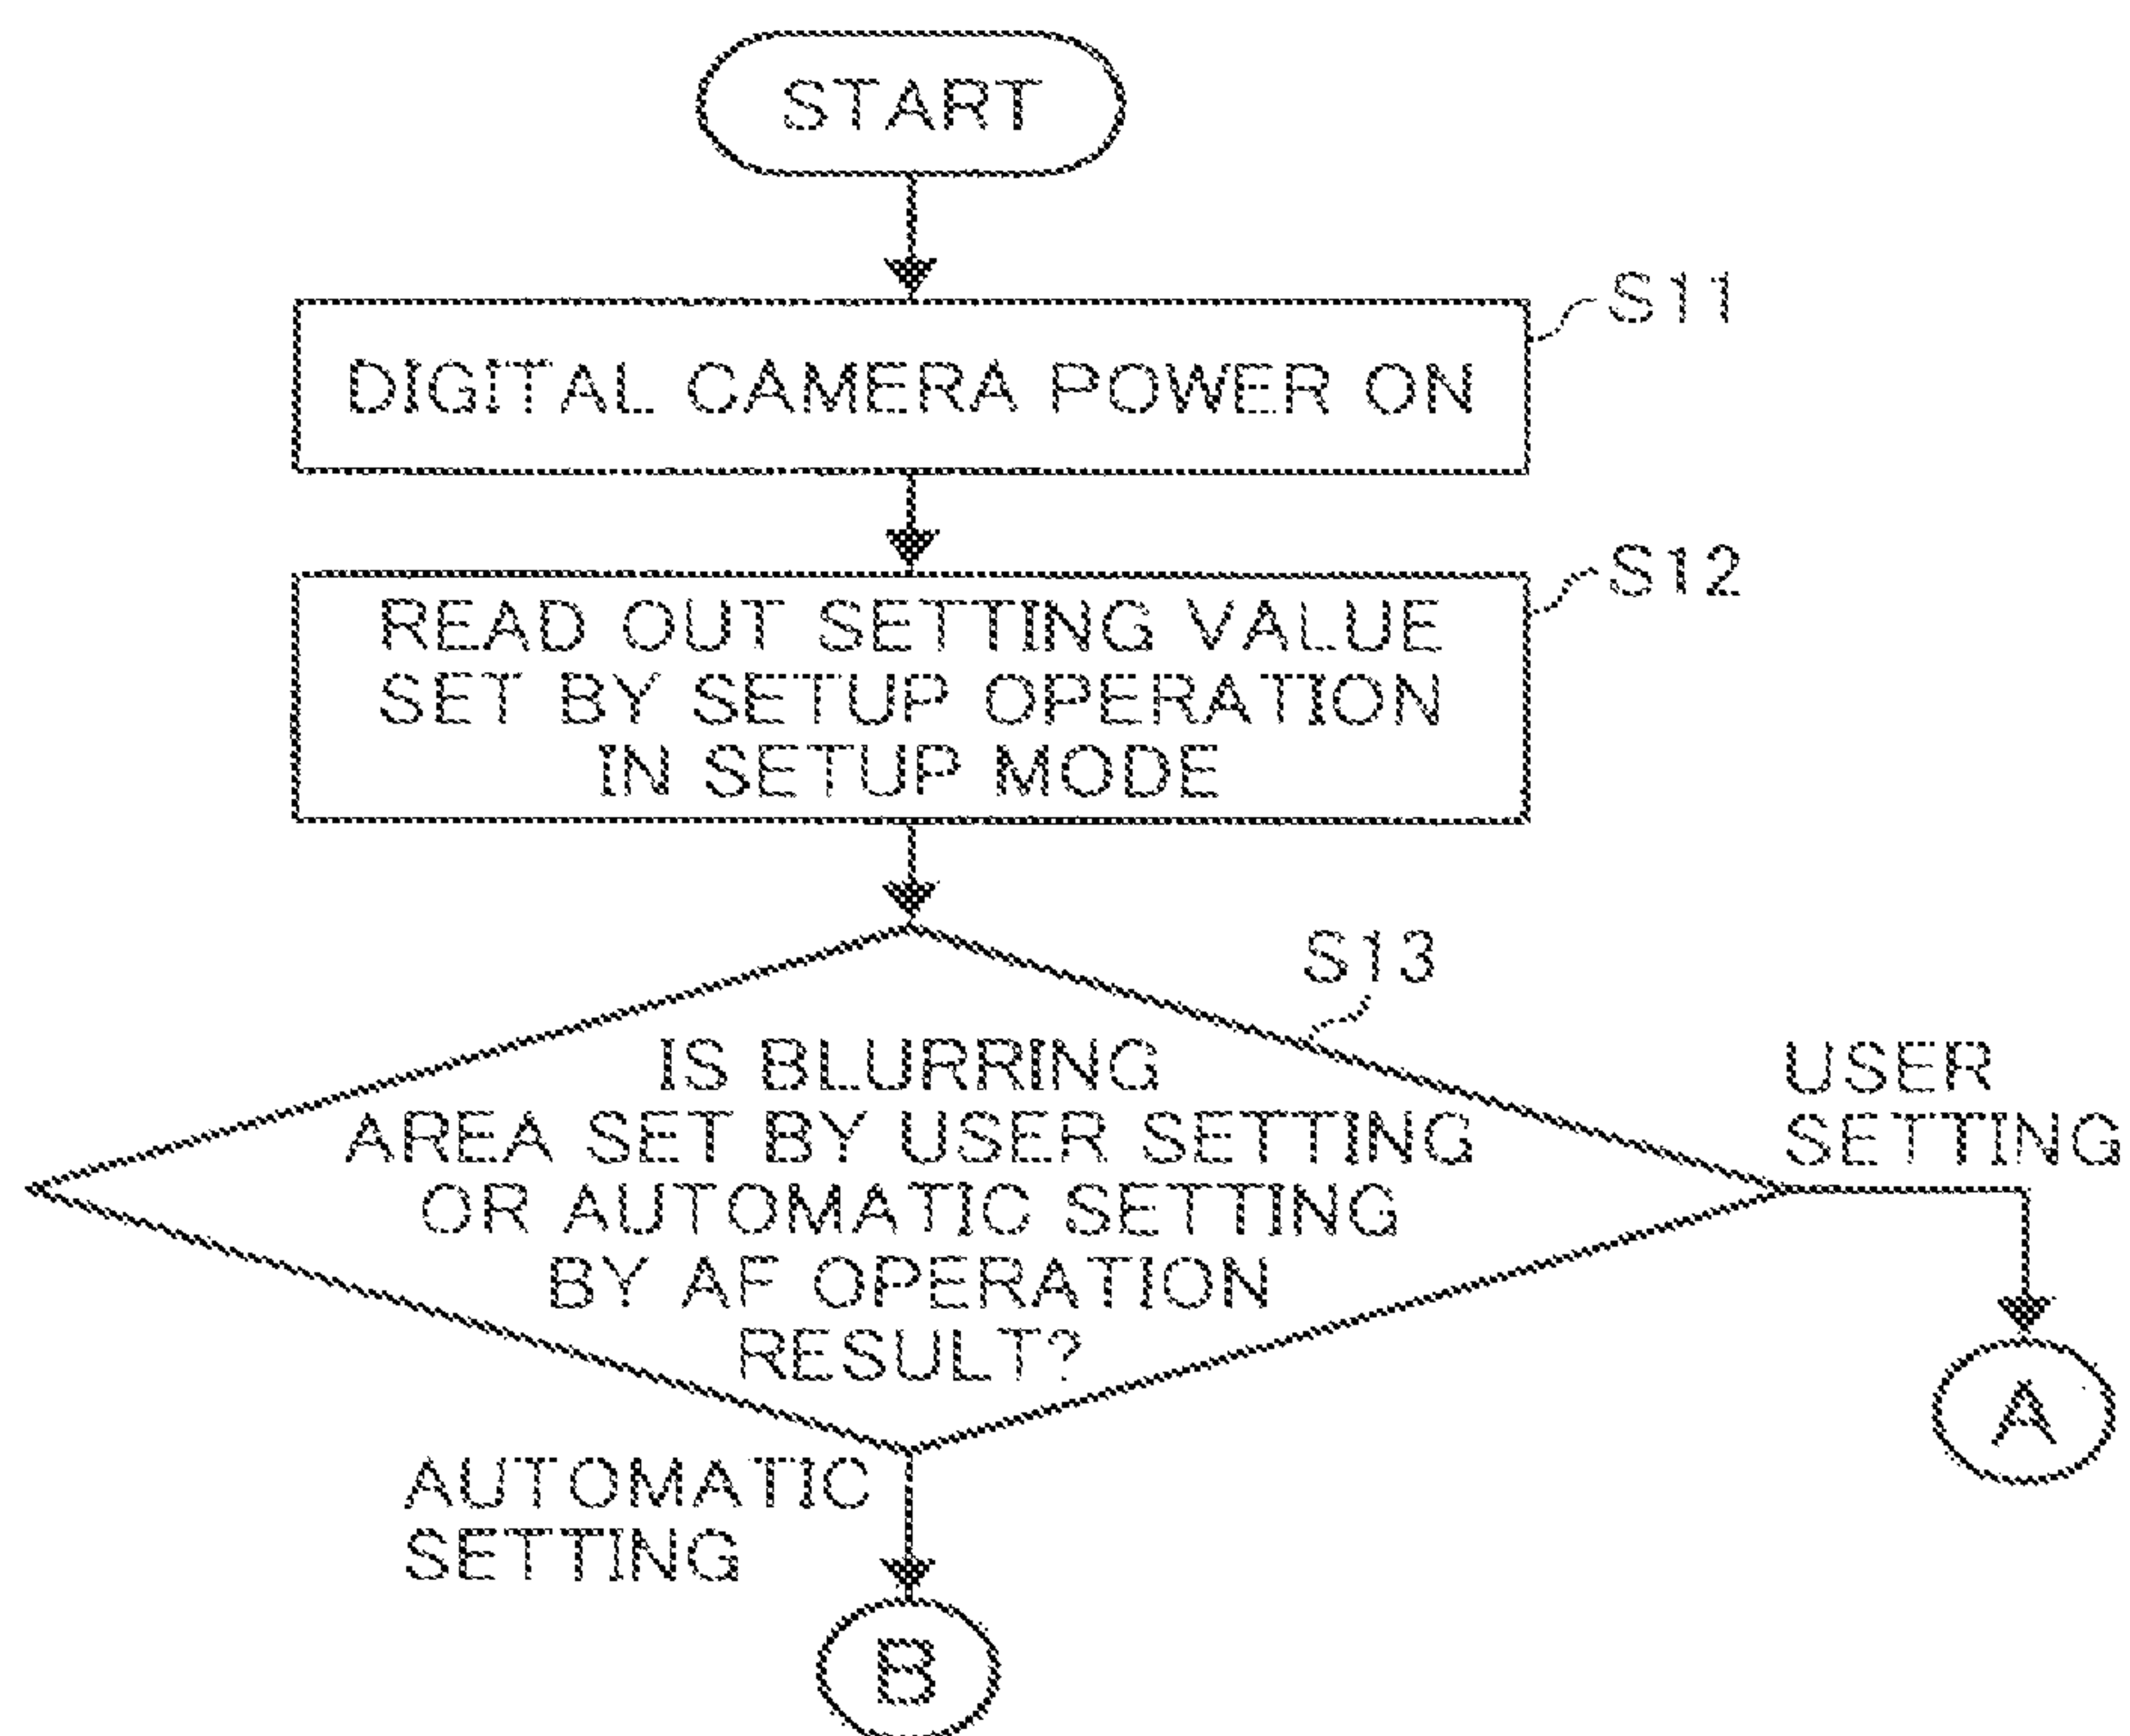 START
S11
DIGITAL CAMERA POWER ON
S12
READ OUT SETTING VALUE
SET BY SETUP OPERATION
IN SETUP MODE
S13
IS BLURRING
AREA SET BY USER SETTING
OR AUTOMATIC SETTING
BY AF OPERATION
RESULT?
USER
SETTING
A
AUTOMATIC
SETTING
B